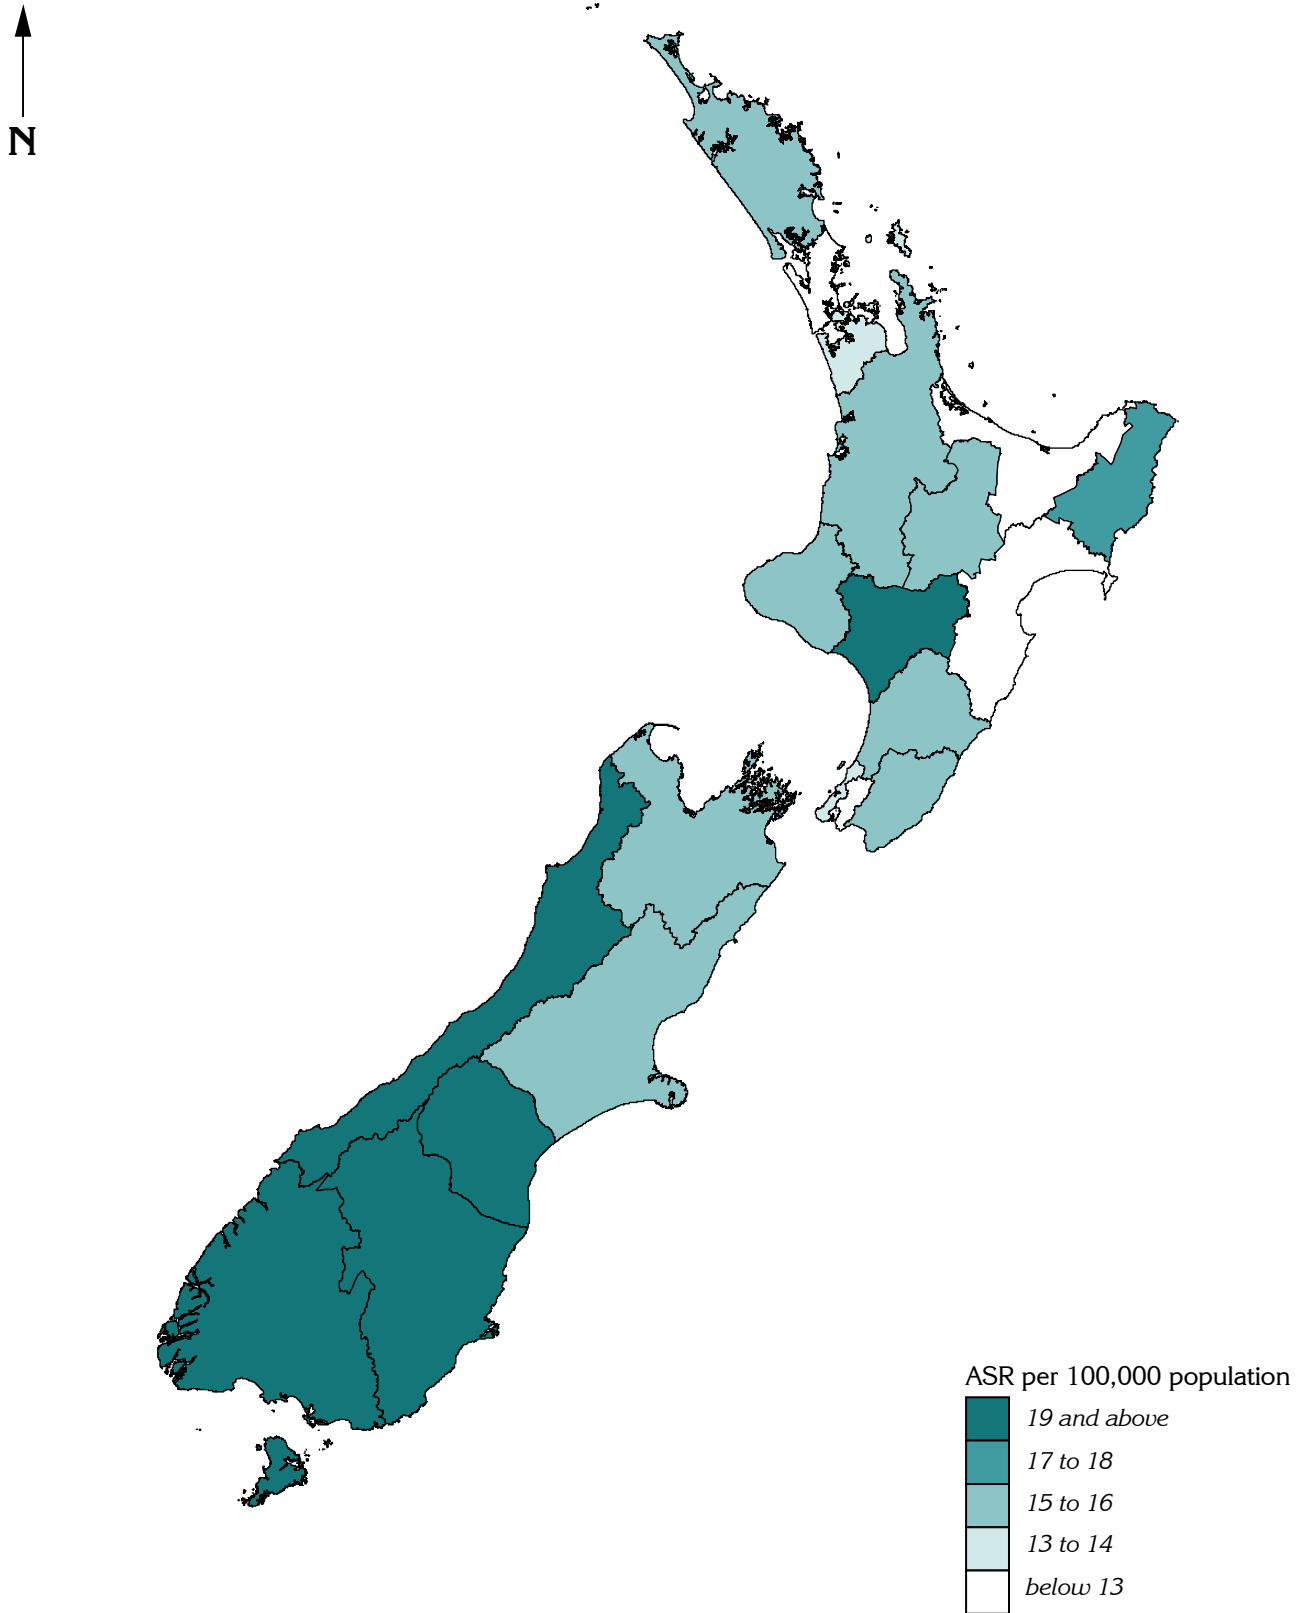 N
ASR per 100,000 population
19 and above
17 to 18
15 to 16
13 to 14
below 13